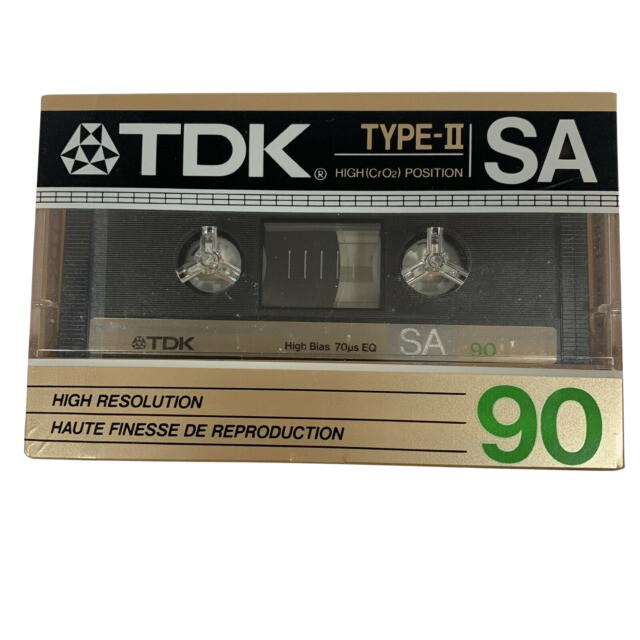 TDK®
TYPE-II
HIGH (CrO2) POSITION
SA
TDK
High Bias 70µs EQ
SA
90
HIGH RESOLUTION
HAUTE FINESSE DE REPRODUCTION
90